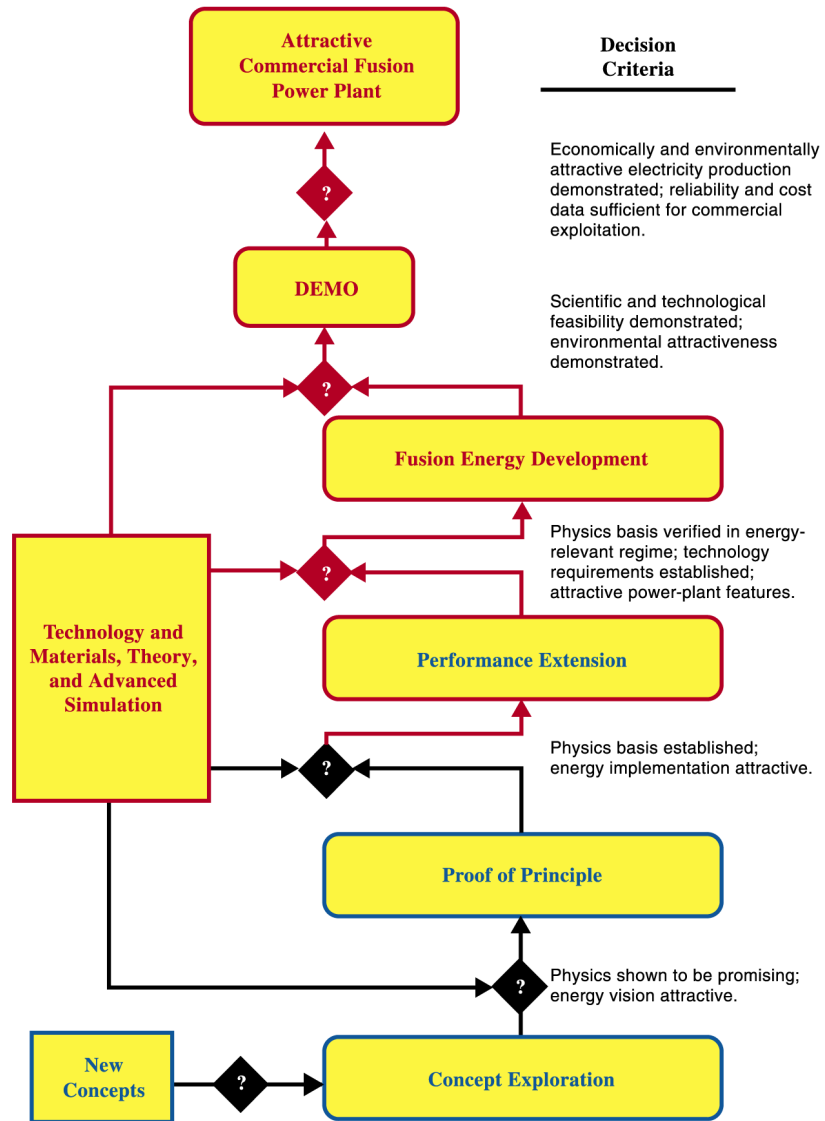 Attractive
Commercial Fusion
Power Plant
Decision
Criteria
Economically and environmentally
attractive electricity production
demonstrated; reliability and cost
data sufficient for commercial
exploitation.
?
DEMO
Scientific and technological
feasibility demonstrated;
environmental attractiveness
demonstrated.
?
Fusion Energy Development
Physics basis verified in energy-
relevant regime; technology
requirements established;
attractive power-plant features.
?
Technology and
Materials, Theory,
and Advanced
Simulation
Performance Extension
Physics basis established;
energy implementation attractive.
?
Proof of Principle
Physics shown to be promising;
energy vision attractive.
?
New
Concepts
?
Concept Exploration